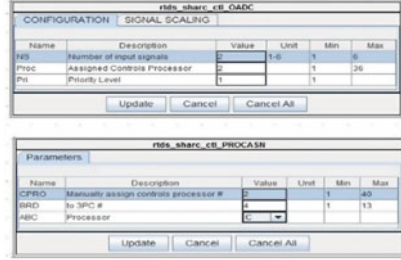 rtds_sharc_ctl_OADC
CONFIGURATION SIGNAL SCALING
Name Description Value Unit Min Max
NS Number of input signals 2 1-6 1 6
Proc Assigned Controls Processor 2 1 36
Pri Priority Level 1 1
Update Cancel Cancel All
rtds_sharc_ctl_PROCASN
Parameters
Name Description Value Unit Min Max
CPRO Manually assign controls processor # 2 1 40
BRD to 3PC # 4 1 13
ABC Processor C
Update Cancel Cancel All